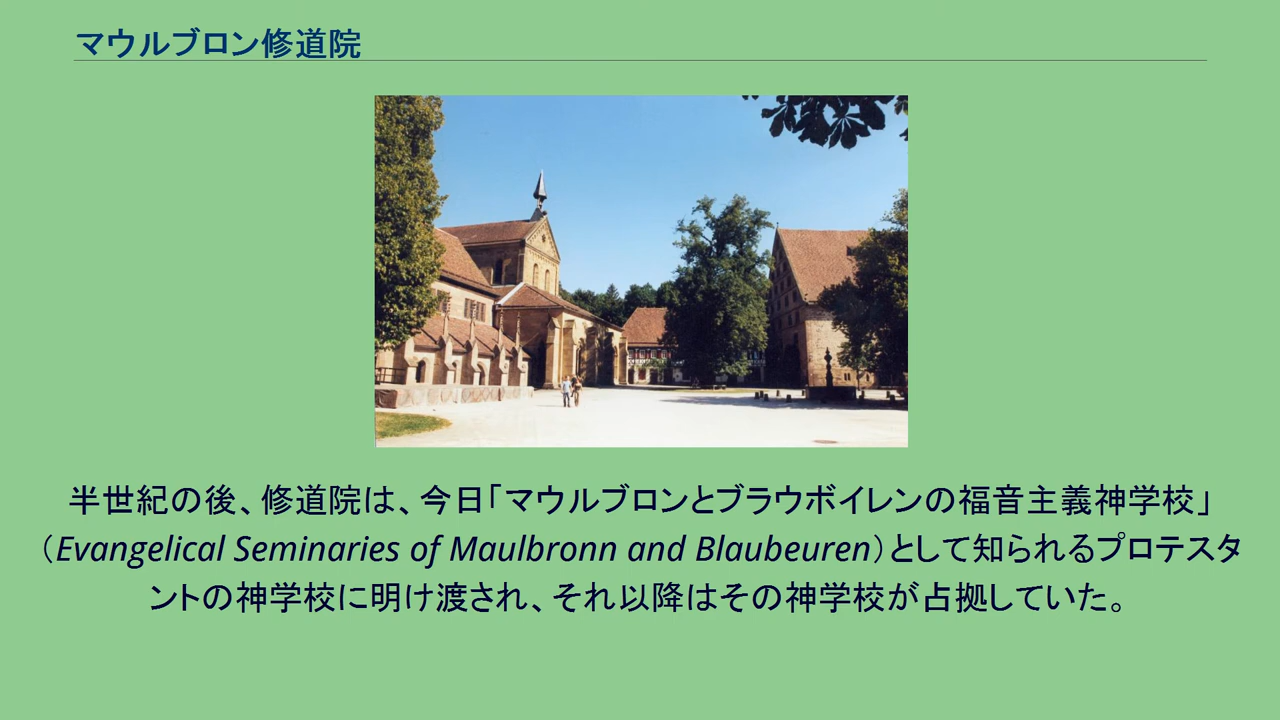 マウルブロン修道院
半世紀の後、修道院は、今日「マウルブロンとブラウボイレンの福音主義神学校」
（Evangelical Seminaries of Maulbronn and Blaubeuren）として知られるプロテスタ
ントの神学校に明け渡され、それ以降はその神学校が占拠していた。